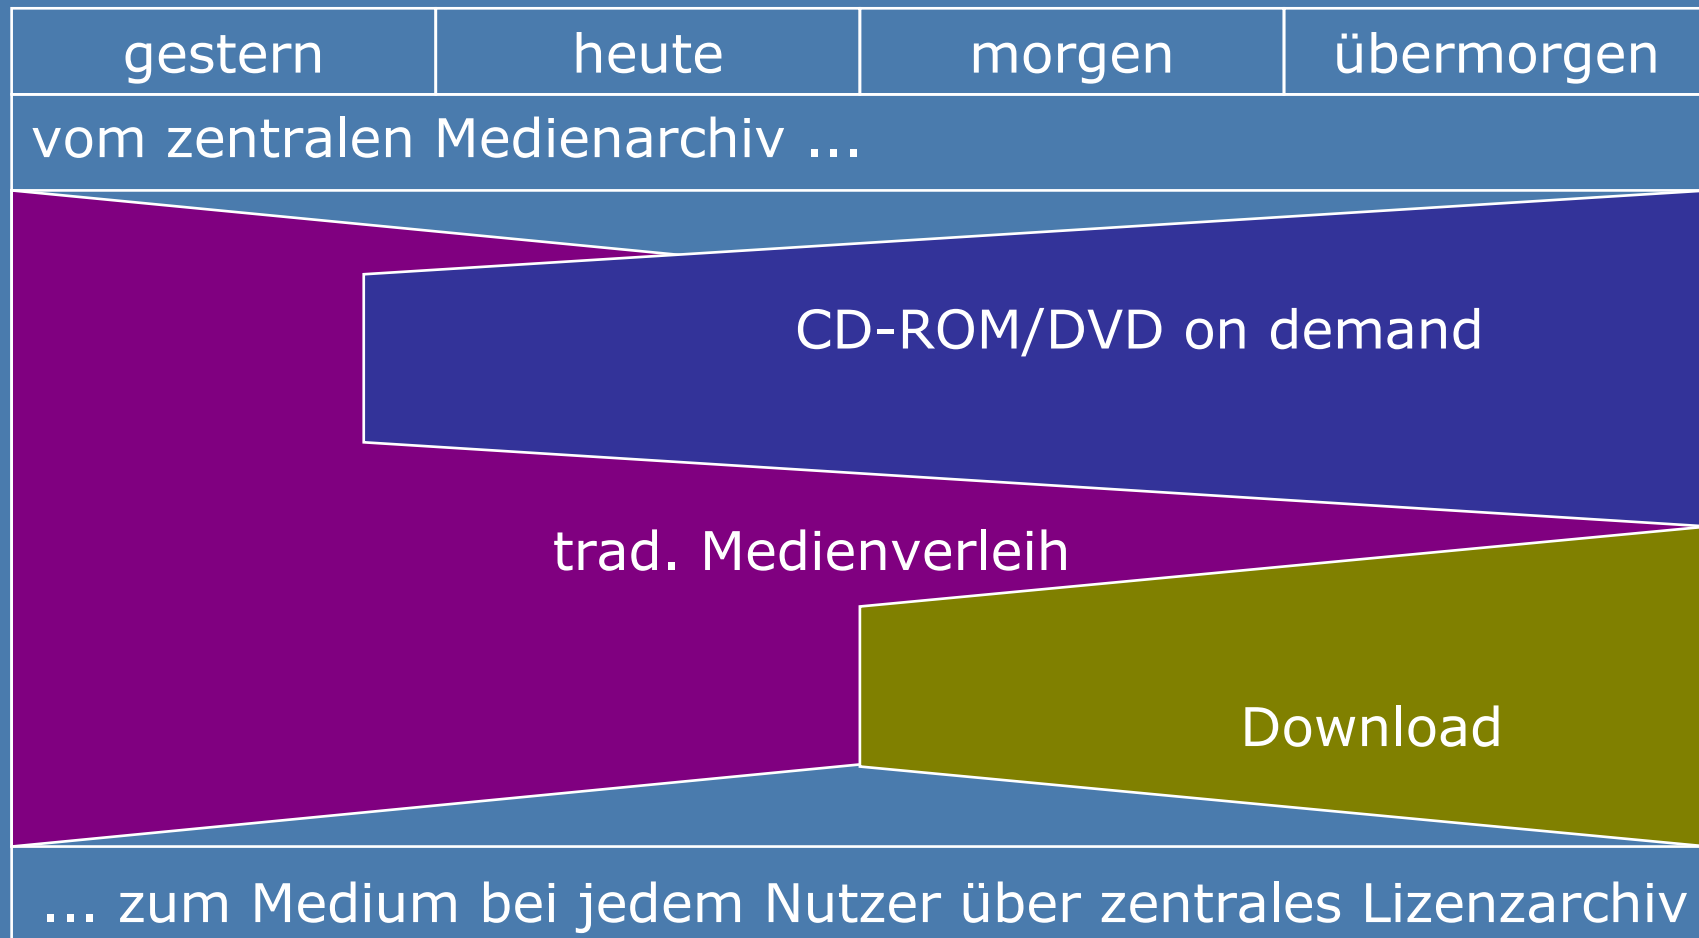 gestern heute morgen übermorgen
vom zentralen Medienarchiv ...
CD-ROM/DVD on demand
trad. Medienverleih
Download
... zum Medium bei jedem Nutzer über zentrales Lizenzarchiv